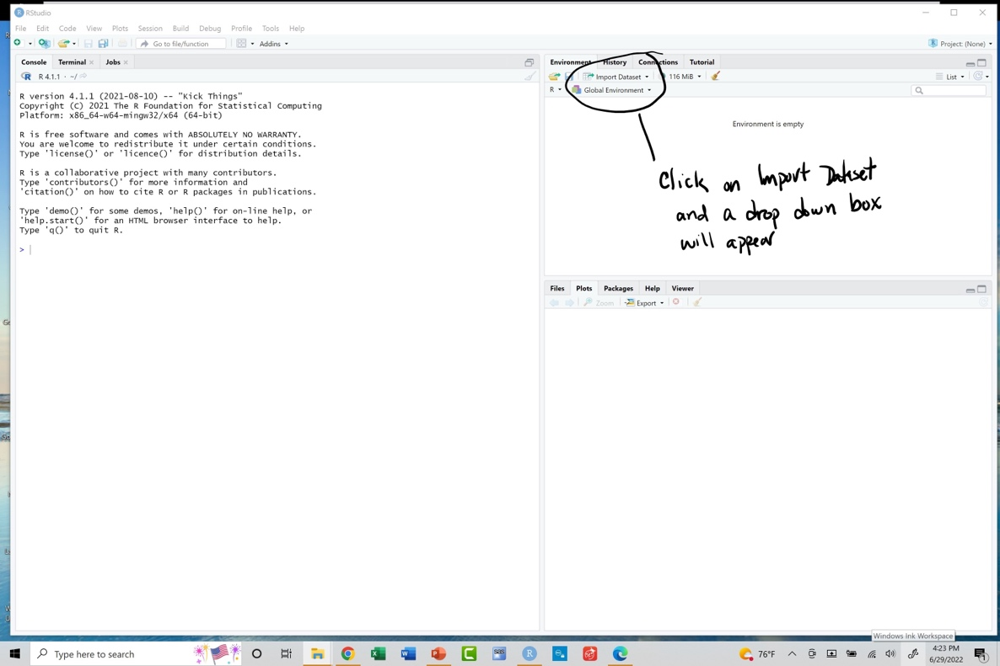 RStudio
File Edit Code View Plots Session Build Debug Profile Tools Help
Go to file/function Addins Project: (None)
Console Terminal Jobs
R 4.1.1 · ~/
R version 4.1.1 (2021-08-10) -- "Kick Things"
Copyright (C) 2021 The R Foundation for Statistical Computing
Platform: x86_64-w64-mingw32/x64 (64-bit)
R is free software and comes with ABSOLUTELY NO WARRANTY.
You are welcome to redistribute it under certain conditions.
Type 'license()' or 'licence()' for distribution details.
R is a collaborative project with many contributors.
Type 'contributors()' for more information and
'citation()' on how to cite R or R packages in publications.
Type 'demo()' for some demos, 'help()' for on-line help, or
'help.start()' for an HTML browser interface to help.
Type 'q()' to quit R.
>
Environment History Connections Tutorial
Import Dataset 116 MiB List
R Global Environment
Environment is empty
Click on Import Dataset
and a drop down box
will appear
Files Plots Packages Help Viewer
Zoom Export
Windows Ink Workspace
Type here to search
76°F
4:23 PM
6/29/2022